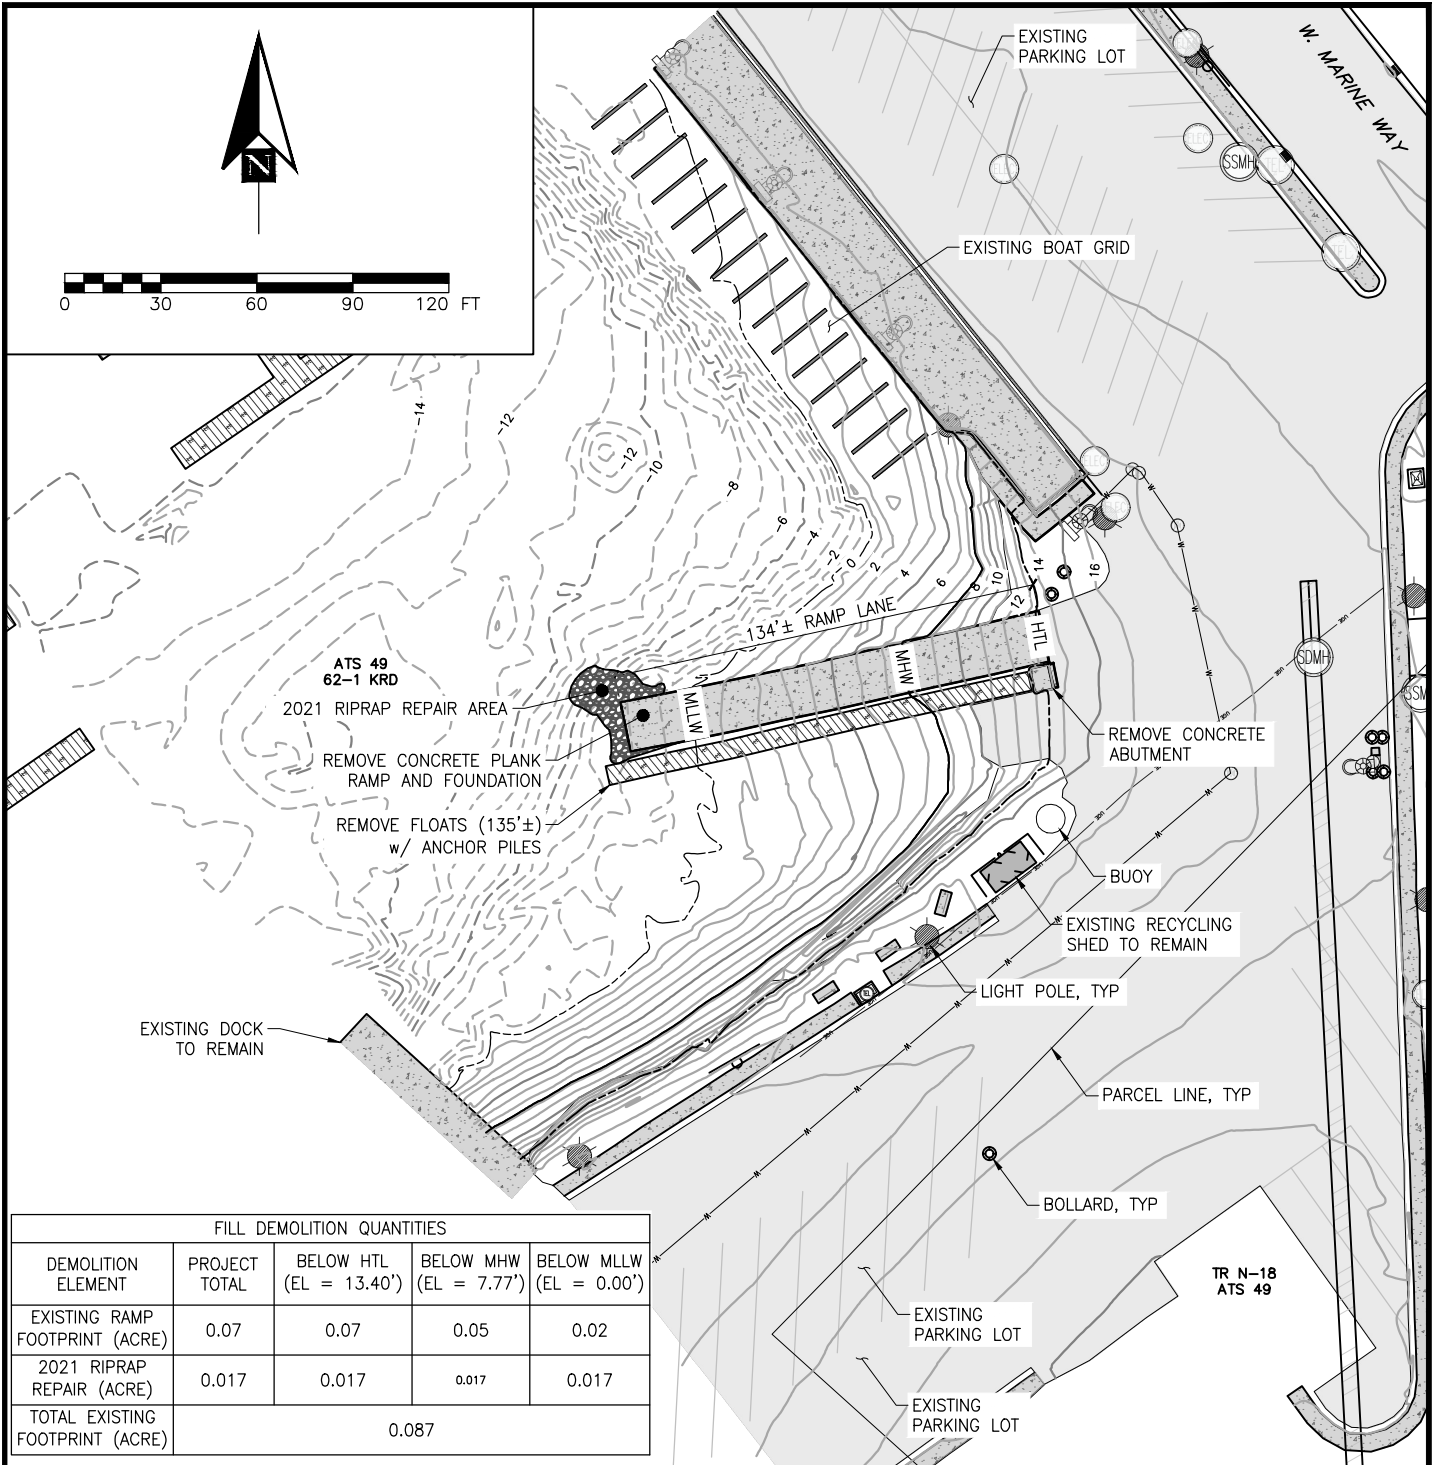 N
0 30 60 90 120 FT
EXISTING
PARKING LOT
W. MARINE WAY
SSMH
EXISTING BOAT GRID
-14
-12
-12
-10
-8
-6
-4
-2
0
2
4
6
8
10
12
14
16
134'± RAMP LANE
HTL
MHW
MLLW
SDMH
ATS 49
62-1 KRD
2021 RIPRAP REPAIR AREA
REMOVE CONCRETE PLANK
RAMP AND FOUNDATION
REMOVE FLOATS (135'±)
w/ ANCHOR PILES
REMOVE CONCRETE
ABUTMENT
BUOY
EXISTING RECYCLING
SHED TO REMAIN
LIGHT POLE, TYP
EXISTING DOCK
TO REMAIN
PARCEL LINE, TYP
BOLLARD, TYP
TR N-18
ATS 49
EXISTING
PARKING LOT
EXISTING
PARKING LOT
FILL DEMOLITION QUANTITIES
DEMOLITION ELEMENT PROJECT TOTAL BELOW HTL (EL = 13.40') BELOW MHW (EL = 7.77') BELOW MLLW (EL = 0.00')
EXISTING RAMP FOOTPRINT (ACRE) 0.07 0.07 0.05 0.02
2021 RIPRAP REPAIR (ACRE) 0.017 0.017 0.017 0.017
TOTAL EXISTING FOOTPRINT (ACRE) 0.087